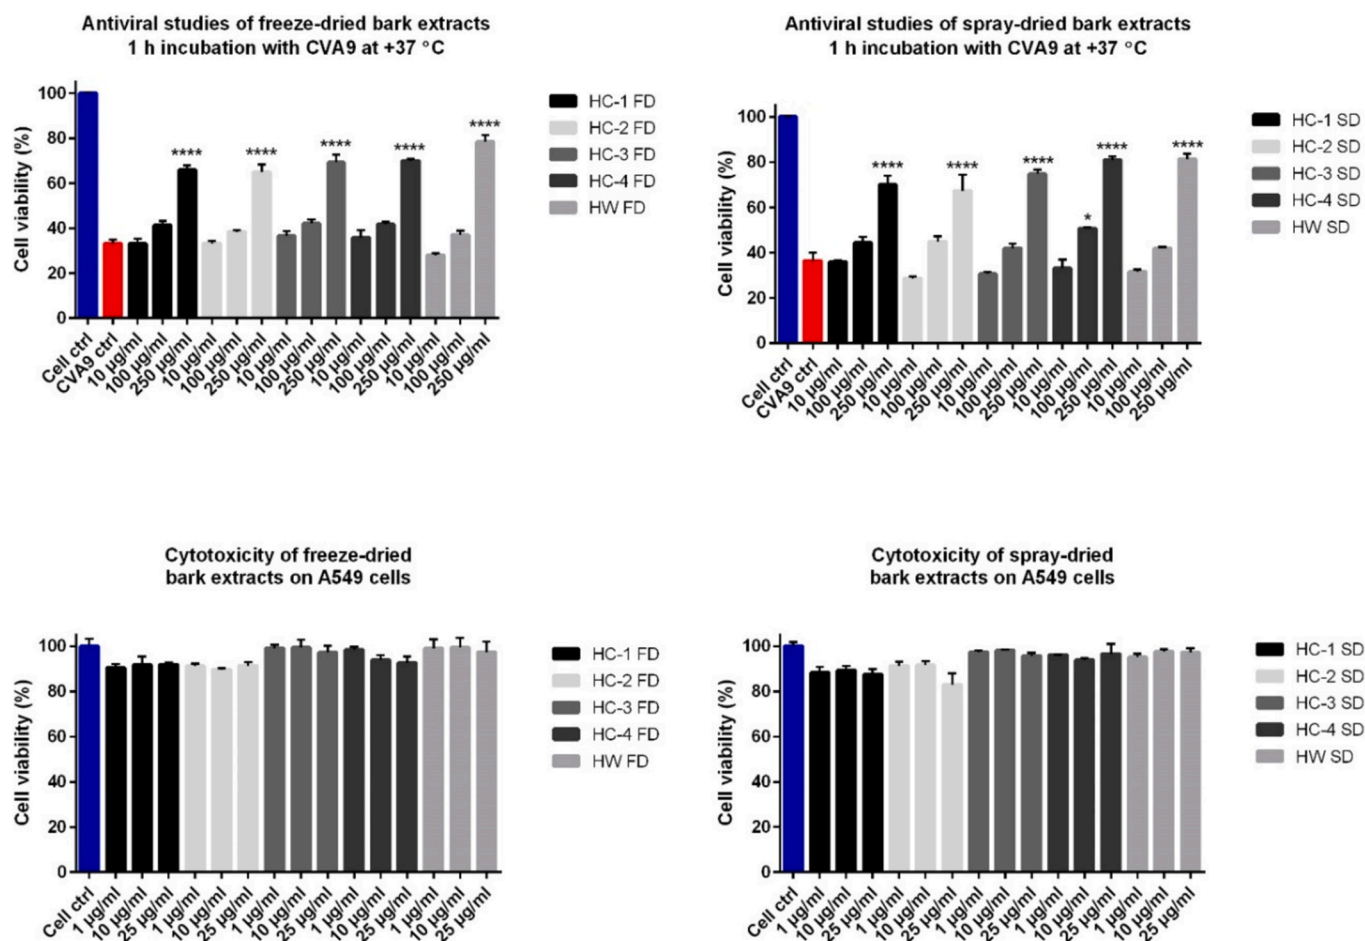 Antiviral studies of freeze-dried bark extracts
1 h incubation with CVA9 at +37 °C
Cell viability (%)
100
80
60
40
20
0
****
****
****
****
****
Cell ctrl
CVA9 ctrl
10 µg/ml
100 µg/ml
250 µg/ml
10 µg/ml
100 µg/ml
250 µg/ml
10 µg/ml
100 µg/ml
250 µg/ml
10 µg/ml
100 µg/ml
250 µg/ml
10 µg/ml
100 µg/ml
250 µg/ml
HC-1 FD
HC-2 FD
HC-3 FD
HC-4 FD
HW FD
Antiviral studies of spray-dried bark extracts
1 h incubation with CVA9 at +37 °C
Cell viability (%)
100
80
60
40
20
0
****
****
****
*
****
****
Cell ctrl
CVA9 ctrl
10 µg/ml
100 µg/ml
250 µg/ml
10 µg/ml
100 µg/ml
250 µg/ml
10 µg/ml
100 µg/ml
250 µg/ml
10 µg/ml
100 µg/ml
250 µg/ml
10 µg/ml
100 µg/ml
250 µg/ml
HC-1 SD
HC-2 SD
HC-3 SD
HC-4 SD
HW SD
Cytotoxicity of freeze-dried
bark extracts on A549 cells
Cell viability (%)
100
80
60
40
20
0
Cell ctrl
1 µg/ml
10 µg/ml
25 µg/ml
1 µg/ml
10 µg/ml
25 µg/ml
1 µg/ml
10 µg/ml
25 µg/ml
1 µg/ml
10 µg/ml
25 µg/ml
1 µg/ml
10 µg/ml
25 µg/ml
HC-1 FD
HC-2 FD
HC-3 FD
HC-4 FD
HW FD
Cytotoxicity of spray-dried
bark extracts on A549 cells
Cell viability (%)
100
80
60
40
20
0
Cell ctrl
1 µg/ml
10 µg/ml
25 µg/ml
1 µg/ml
10 µg/ml
25 µg/ml
1 µg/ml
10 µg/ml
25 µg/ml
1 µg/ml
10 µg/ml
25 µg/ml
1 µg/ml
10 µg/ml
25 µg/ml
HC-1 SD
HC-2 SD
HC-3 SD
HC-4 SD
HW SD